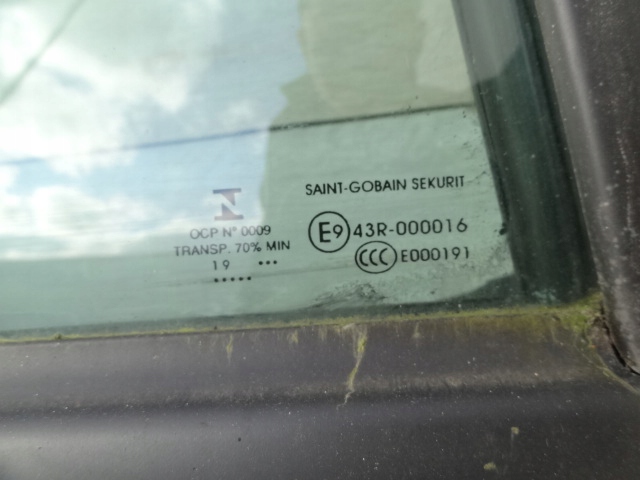 SAINT-GOBAIN SEKURIT
OCP N° 0009
TRANSP. 70% MIN
19 •••
•••••
E9 43R-000016
CCC E000191